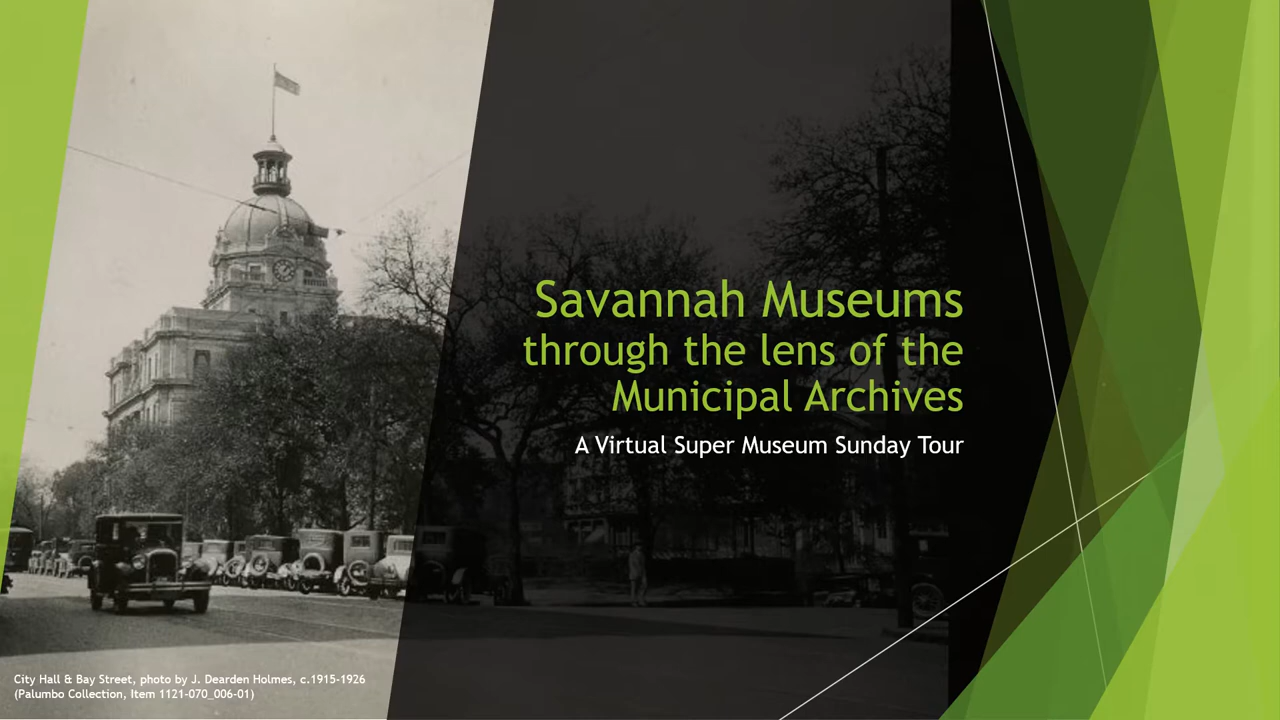 Savannah Museums
through the lens of the
Municipal Archives
A Virtual Super Museum Sunday Tour
City Hall & Bay Street, photo by J. Dearden Holmes, c.1915-1926
(Palumbo Collection, Item 1121-070_006-01)